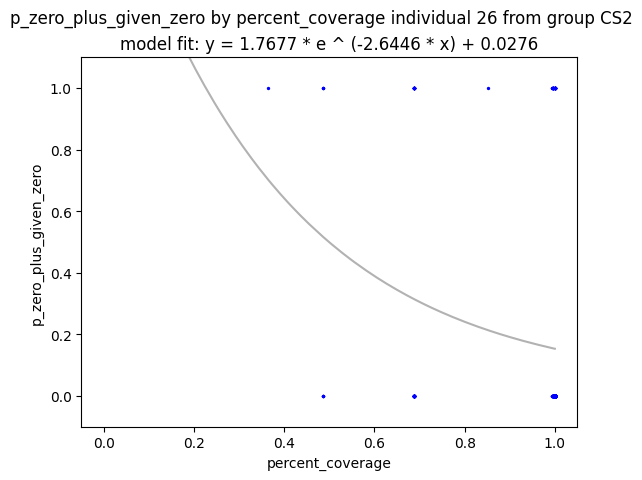 p_zero_plus_given_zero by percent_coverage individual 26 from group CS2
model fit: y = 1.7677 * e ^ (-2.6446 * x) + 0.0276
1.0
0.8
0.6
0.4
0.2
0.0
p_zero_plus_given_zero
0.0 0.2 0.4 0.6 0.8 1.0
percent_coverage